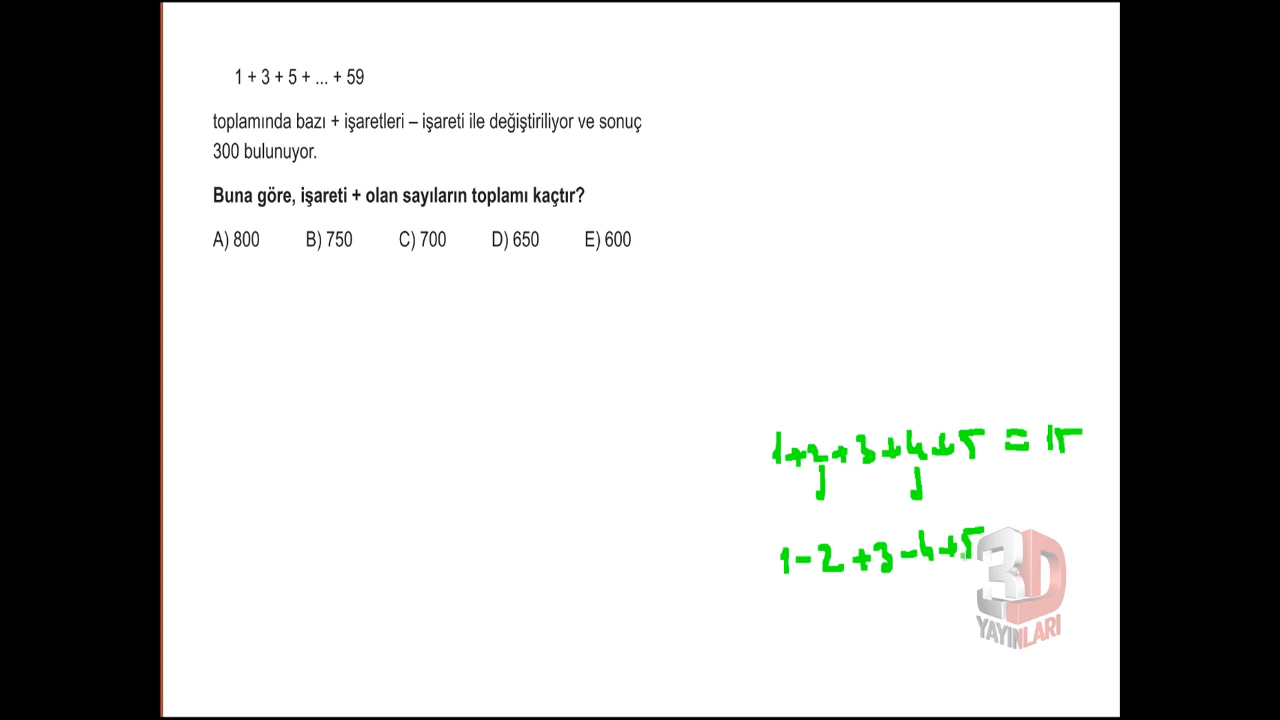 1 + 3 + 5 + ... + 59
toplamında bazı + işaretleri – işareti ile değiştiriliyor ve sonuç
300 bulunuyor.
Buna göre, işareti + olan sayıların toplamı kaçtır?
A) 800 B) 750 C) 700 D) 650 E) 600
1+2+3+4+5 = 15
1-2+3-4+5
3D
YAYINLARI